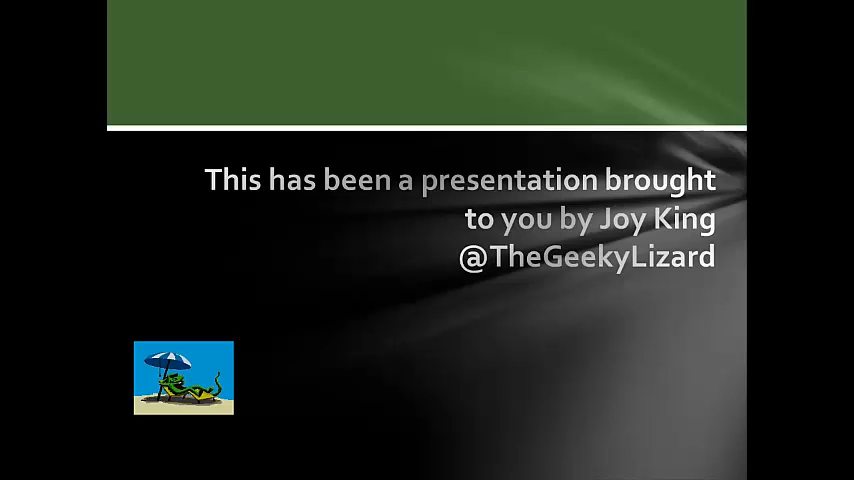 This has been a presentation brought
to you by Joy King
@TheGeekyLizard